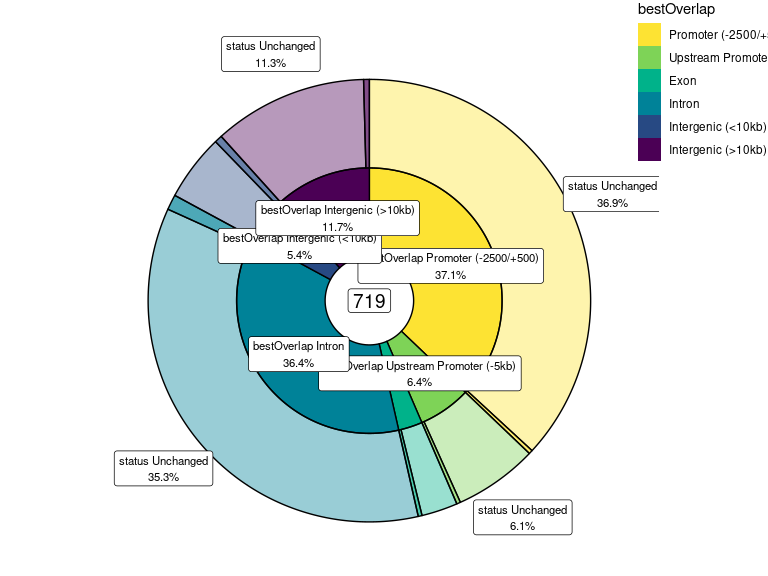 bestOverlap
Promoter (-2500/+
Upstream Promote
Exon
Intron
Intergenic (<10kb)
Intergenic (>10kb)
status Unchanged
11.3%
status Unchanged
36.9%
bestOverlap Intergenic (>10kb)
11.7%
bestOverlap Intergenic (<10kb)
5.4%
tOverlap Promoter (-2500/+500)
37.1%
719
bestOverlap Intron
36.4%
Overlap Upstream Promoter (-5kb)
6.4%
status Unchanged
35.3%
status Unchanged
6.1%